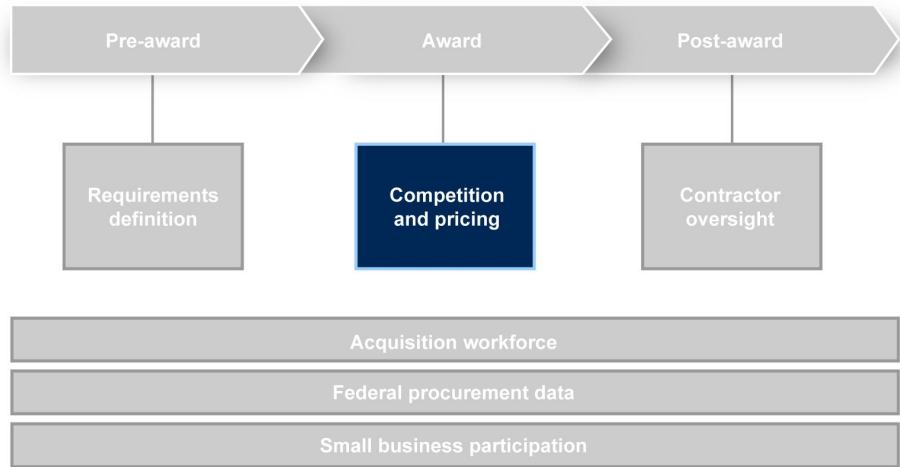 Pre-award
Award
Post-award
Requirements
definition
Competition
and pricing
Contractor
oversight
Acquisition workforce
Federal procurement data
Small business participation